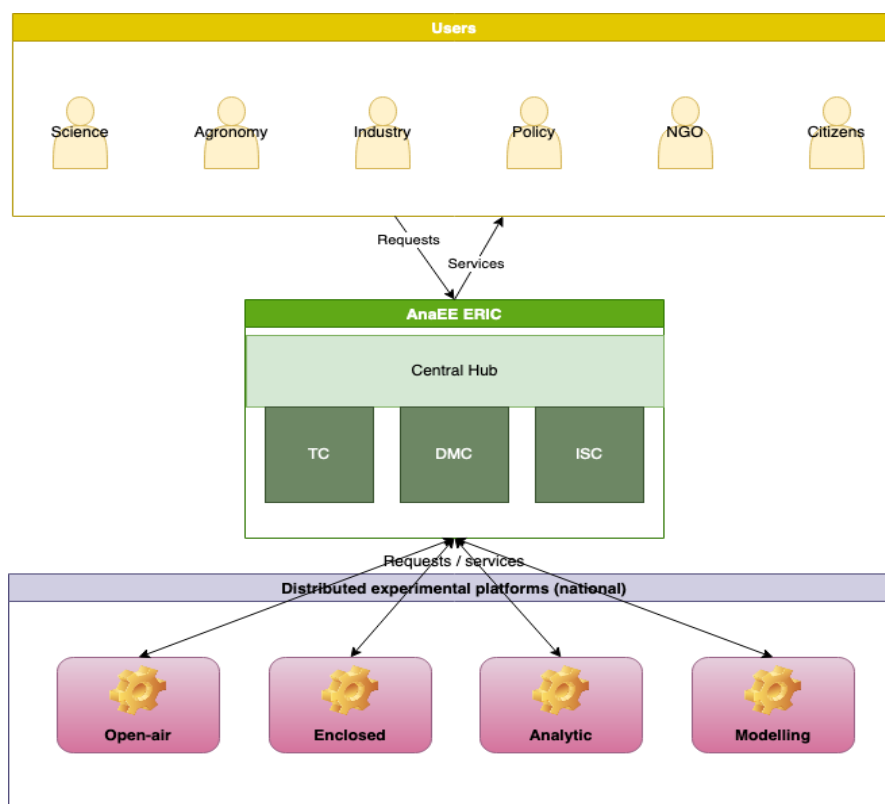 Users
Science
Agronomy
Industry
Policy
NGO
Citizens
Requests
Services
AnaEE ERIC
Central Hub
TC
DMC
ISC
Requests / services
Distributed experimental platforms (national)
Open-air
Enclosed
Analytic
Modelling